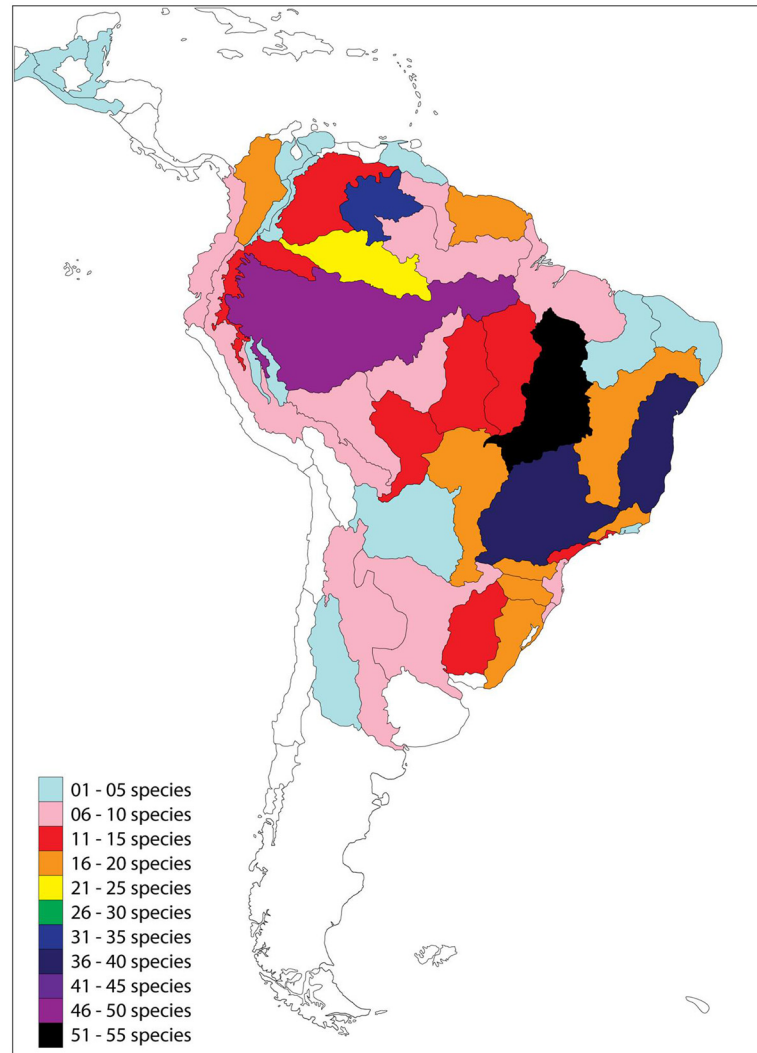 01 - 05 species
06 - 10 species
11 - 15 species
16 - 20 species
21 - 25 species
26 - 30 species
31 - 35 species
36 - 40 species
41 - 45 species
46 - 50 species
51 - 55 species